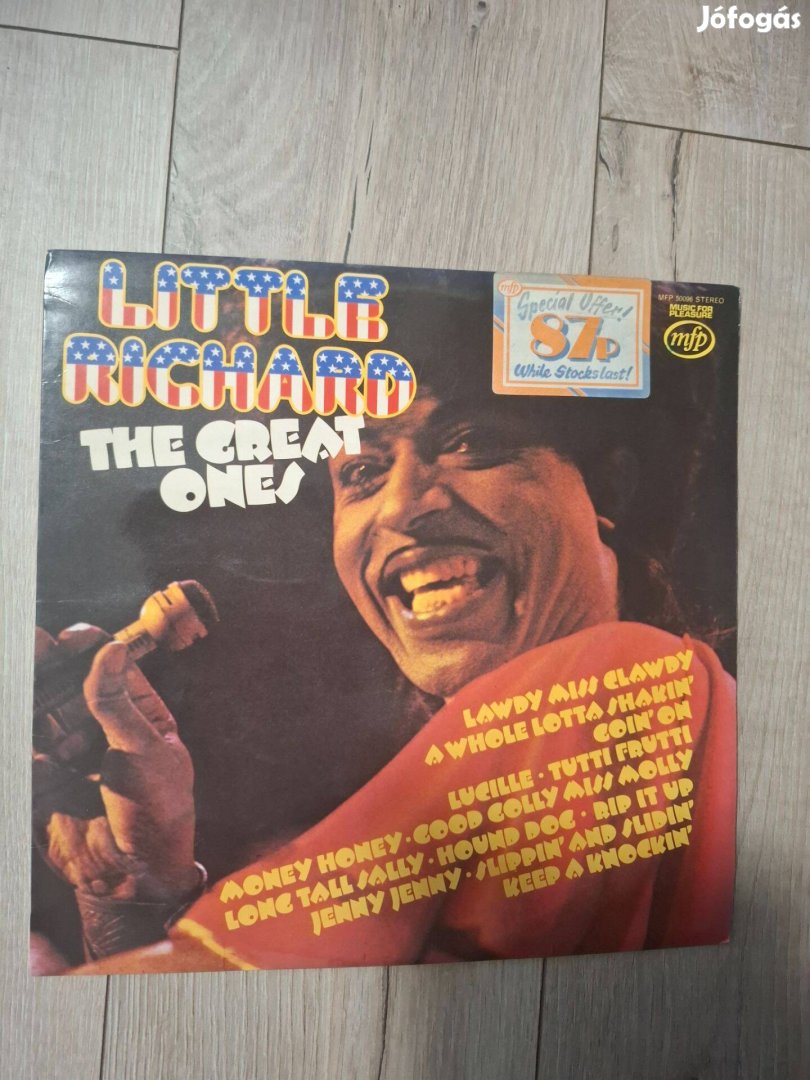 Jófogás
LITTLE
RICHARD
THE GREAT
ONES
mfp
Special Offer!
87p
While Stocks last!
MFP 50096 STEREO
MUSIC FOR
PLEASURE
mfp
LAWDY MISS CLAWDY
A WHOLE LOTTA SHAKIN'
GOIN' ON
LUCILLE · TUTTI FRUTTI
MONEY HONEY · GOOD GOLLY MISS MOLLY
LONG TALL SALLY · HOUND DOG · RIP IT UP
JENNY JENNY · SLIPPIN' AND SLIDIN'
KEEP A KNOCKIN'